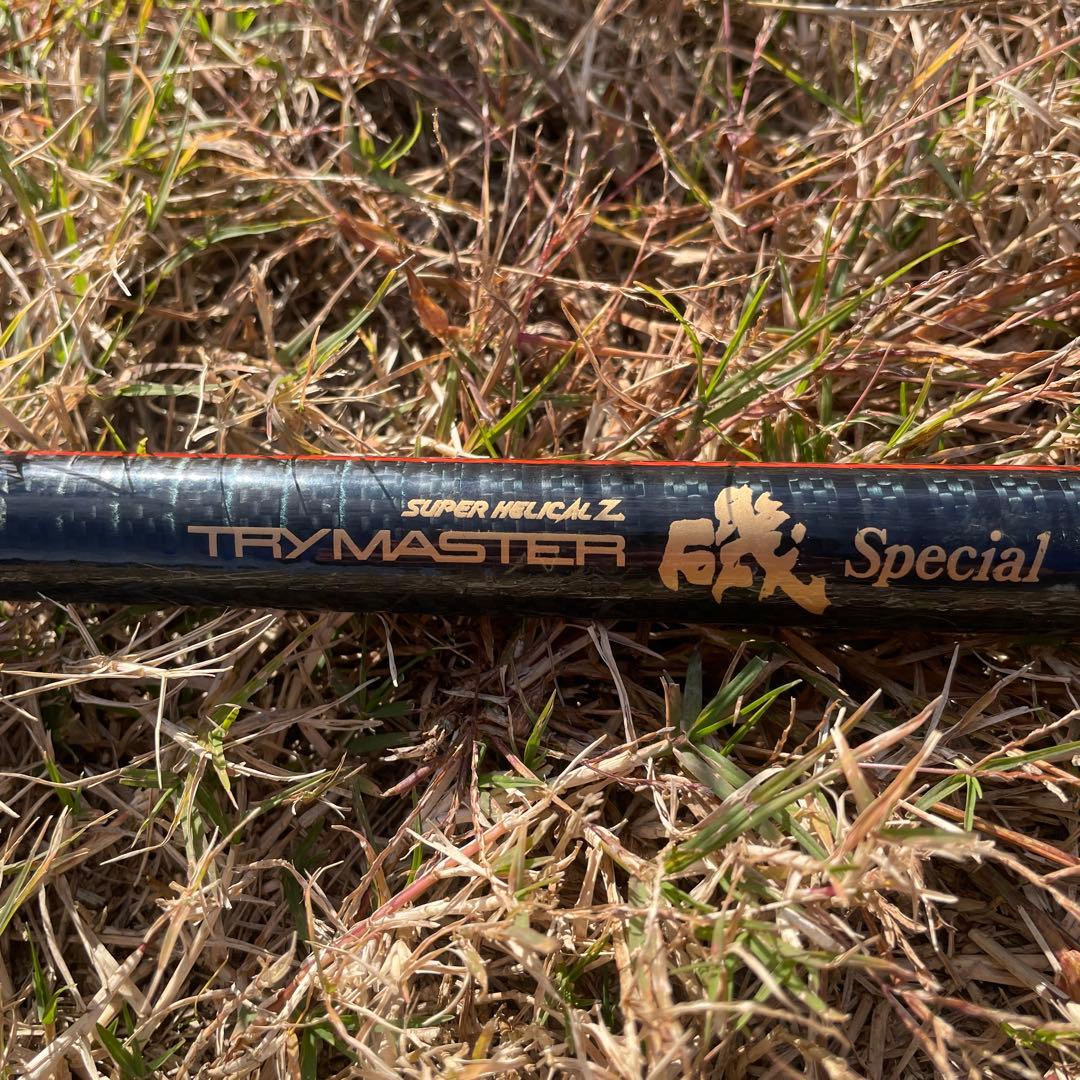 SUPER HELICAL Z
TRYMASTER 磯 Special